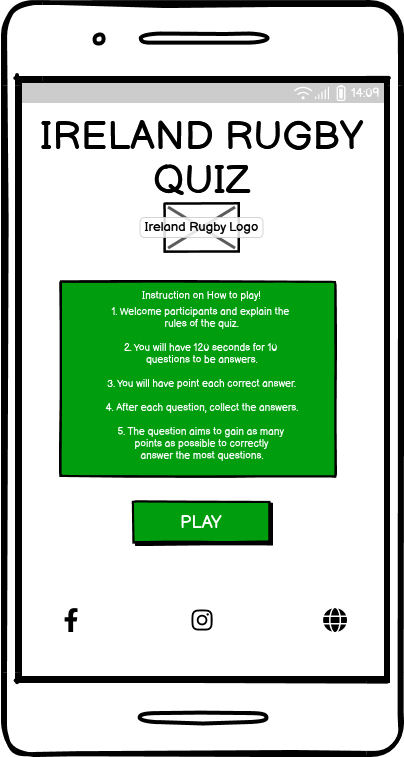 14:09
IRELAND RUGBY
QUIZ
Ireland Rugby Logo
Instruction on How to play!
1. Welcome participants and explain the
rules of the quiz.
2. You will have 120 seconds for 10
questions to be answers.
3. You will have point each correct answer.
4. After each question, collect the answers.
5. The question aims to gain as many
points as possible to correctly
answer the most questions.
PLAY